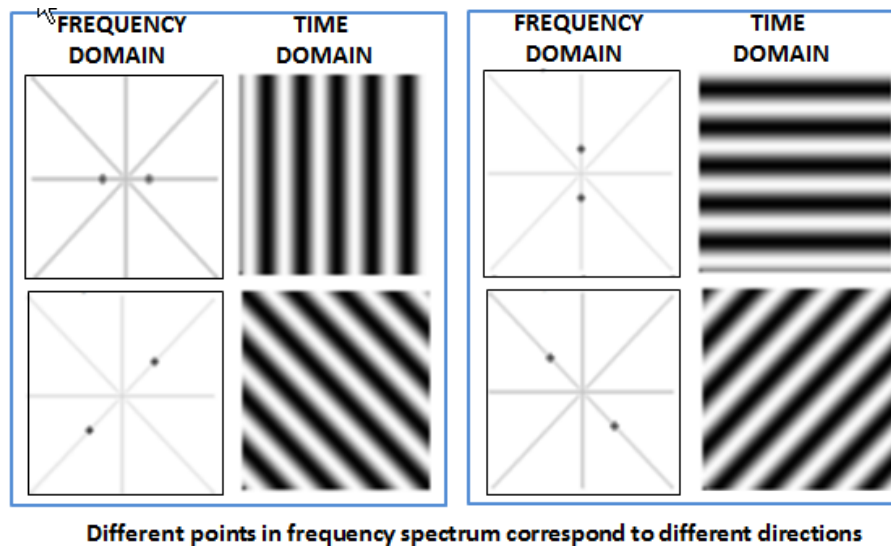 FREQUENCY DOMAIN
TIME DOMAIN
FREQUENCY DOMAIN
TIME DOMAIN
Different points in frequency spectrum correspond to different directions